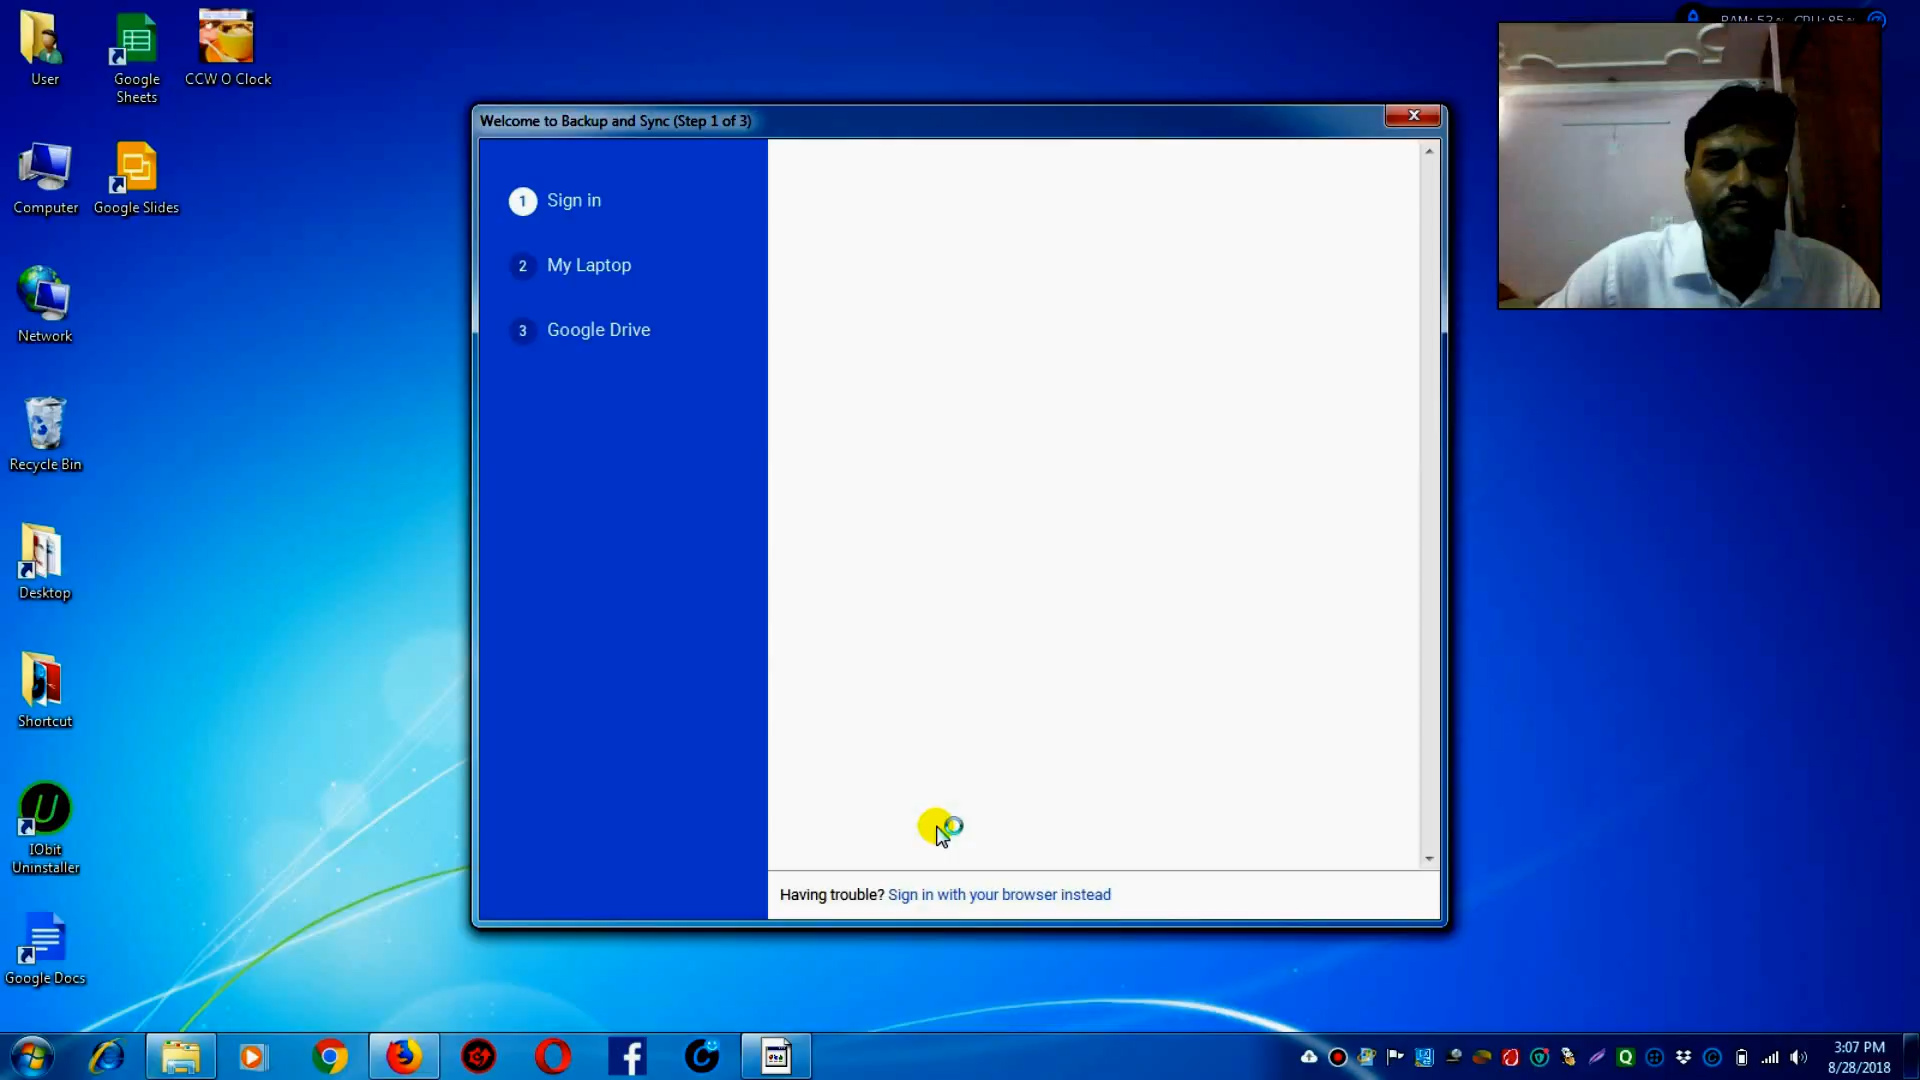 User
Google
Sheets
CCW O Clock
Computer
Google Slides
Network
Recycle Bin
Desktop
Shortcut
IObit
Uninstaller
Google Docs
Welcome to Backup and Sync (Step 1 of 3)
1 Sign in
2 My Laptop
3 Google Drive
Having trouble? Sign in with your browser instead
3:07 PM
8/28/2018